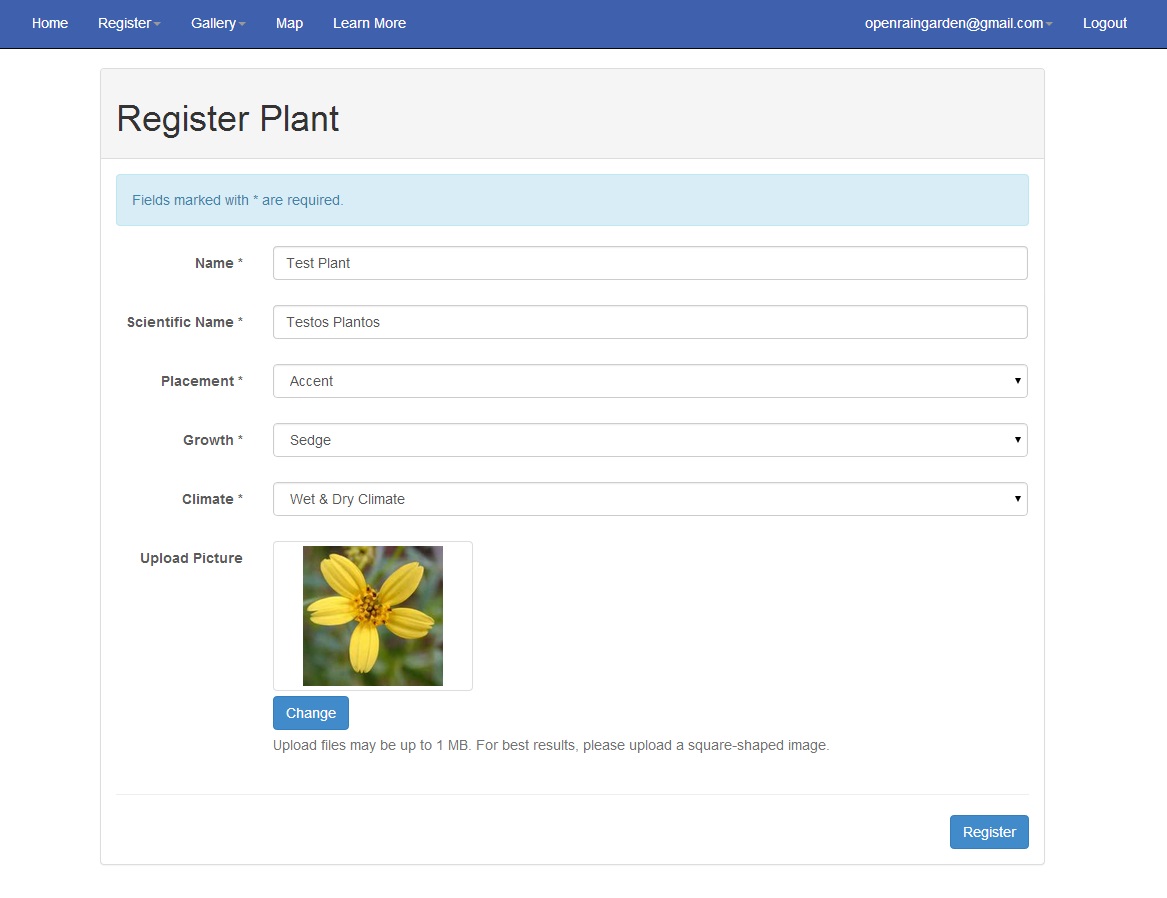 Home Register Gallery Map Learn More openraingarden@gmail.com Logout
Register Plant
Fields marked with * are required.
Name * Test Plant
Scientific Name * Testos Plantos
Placement * Accent
Growth * Sedge
Climate * Wet & Dry Climate
Upload Picture
Change
Upload files may be up to 1 MB. For best results, please upload a square-shaped image.
Register